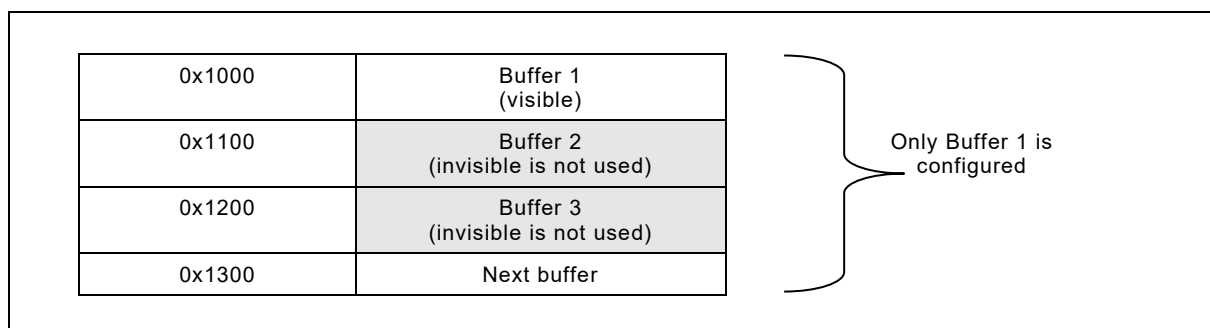 0x1000
Buffer 1
(visible)
0x1100
Buffer 2
(invisible is not used)
0x1200
Buffer 3
(invisible is not used)
0x1300
Next buffer
Only Buffer 1 is
configured